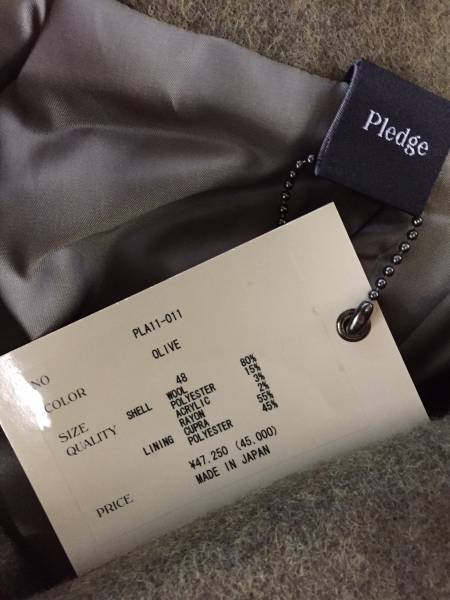 Pledge
NO PLA11-011
COLOR OLIVE
SIZE 48
QUALITY SHELL WOOL 80%
POLYESTER 15%
ACRYLIC 3%
RAYON 2%
LINING CUPRA 55%
POLYESTER 45%
PRICE ¥47,250 (45,000)
MADE IN JAPAN